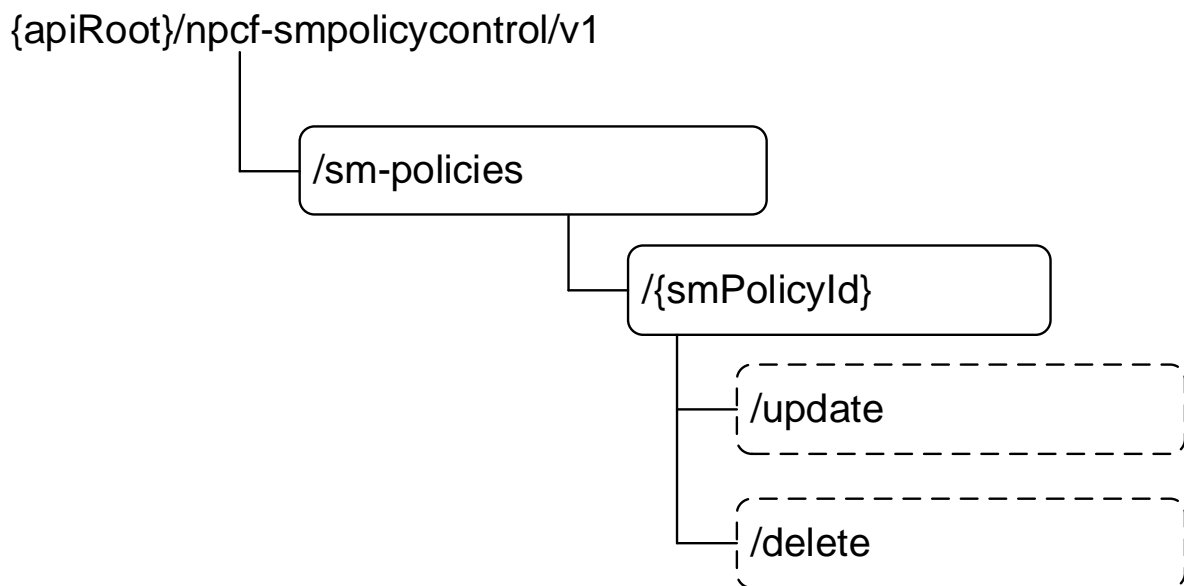 {apiRoot}/npcf-smpolicycontrol/v1
/sm-policies
/{smPolicyId}
/update
/delete